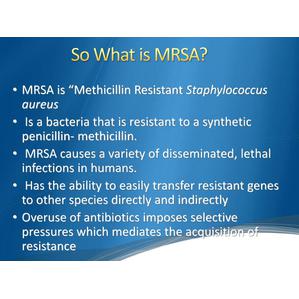 So What is MRSA?
• MRSA is “Methicillin Resistant Staphylococcus
aureus
• Is a bacteria that is resistant to a synthetic
penicillin- methicillin.
• MRSA causes a variety of disseminated, lethal
infections in humans.
• Has the ability to easily transfer resistant genes
to other species directly and indirectly
• Overuse of antibiotics imposes selective
pressures which mediates the acquisition of
resistance